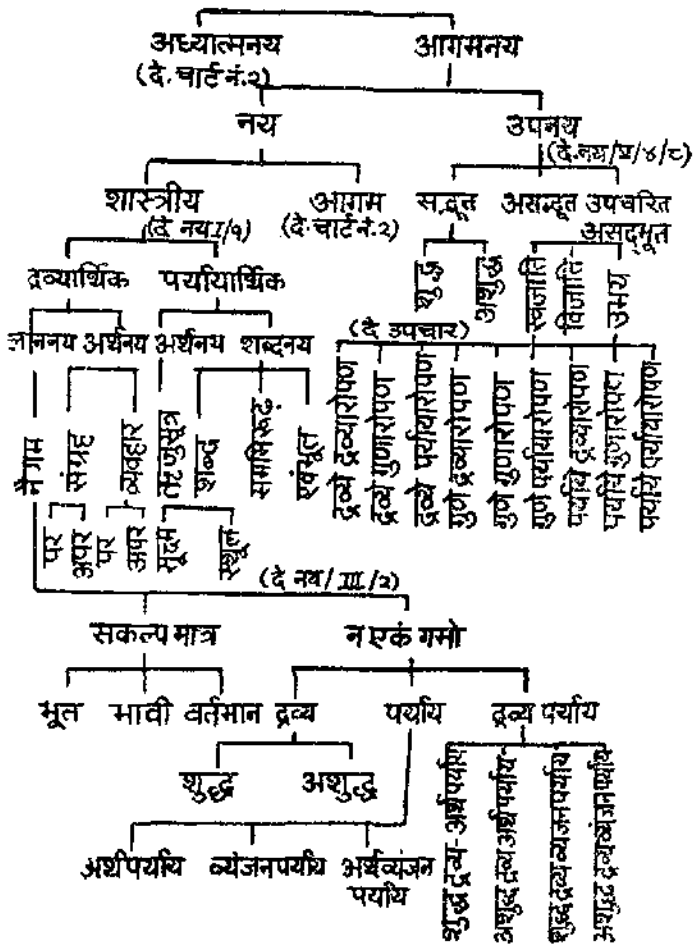 अध्यात्मनय आगमनय
(दे. चार्ट नं.२)
नय उपनय
(दे. नय/V/४/८)
शास्त्रीय आगम सद्भूत असद्भूत उपचरित
(दे नय I/५) (दे. चार्ट नं.२) असद्भूत
द्रव्यार्थिक पर्यायार्थिक शुद्ध अशुद्ध स्वजाति विजाति उभय
(दे उपचार)
ज्ञाननय अर्थनय अर्थनय शब्दनय
नैगम संग्रह व्यवहार ऋजुसूत्र शब्द समभिरूढ़ एवंभूत
द्रव्ये द्रव्यारोपण
द्रव्ये गुणारोपण
द्रव्ये पर्यायारोपण
गुणे द्रव्यारोपण
गुणे गुणारोपण
गुणे पर्यायारोपण
पर्याये द्रव्यारोपण
पर्याये गुणारोपण
पर्याये पर्यायारोपण
पर अपर पर अपर सूक्ष्म स्थूल
(दे नय/III/२)
सकल्प मात्र न एकं गमो
भूत भावी वर्तमान द्रव्य पर्याय द्रव्य पर्याय
शुद्ध अशुद्ध
अर्थपर्याय व्यंजनपर्याय अर्थव्यंजन
पर्याय
शुद्ध द्रव्य-अर्थपर्याय
अशुद्ध द्रव्य अर्थपर्याय
शुद्ध द्रव्य व्यंजनपर्याय
अशुद्ध द्रव्य व्यंजनपर्याय